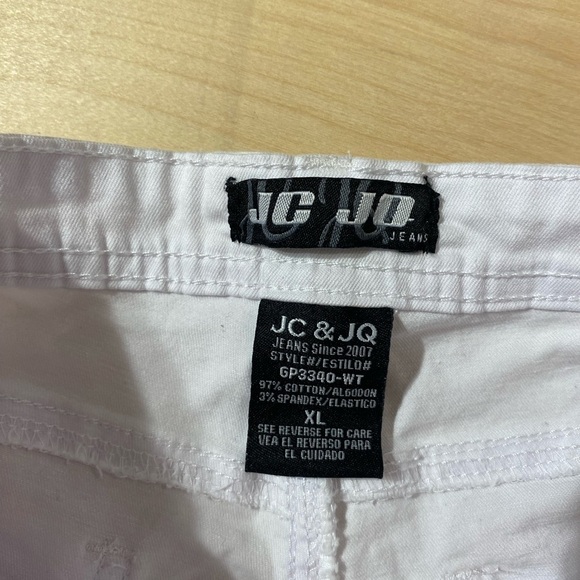 JC JQ
JEANS
JC & JQ
JEANS Since 2007
STYLE#/ESTILO#
GP3340-WT
97% COTTON/ALGODON
3% SPANDEX/ELASTICO
XL
SEE REVERSE FOR CARE
VEA EL REVERSO PARA
EL CUIDADO